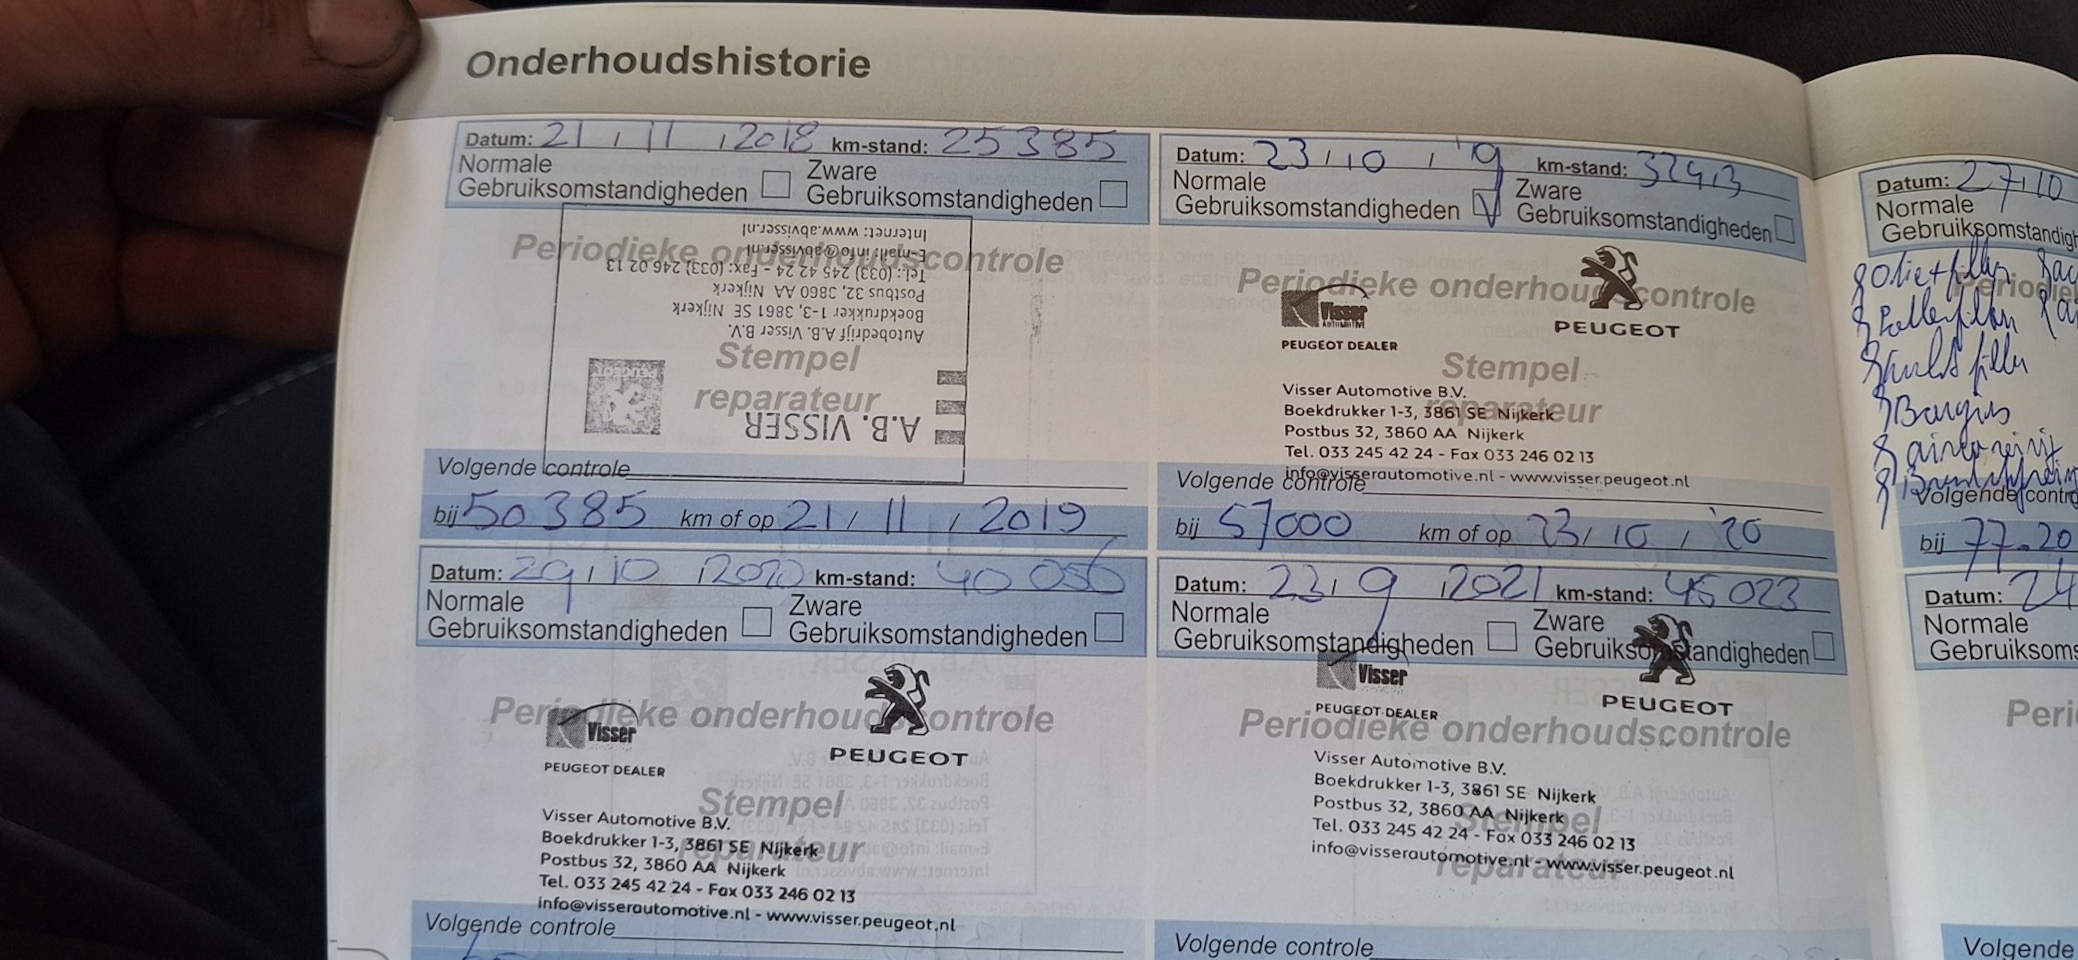 Onderhoudshistorie
Datum: 21 / 11 / 2018 km-stand: 25385
Normale
Gebruiksomstandigheden
Zware
Gebruiksomstandigheden
Periodieke onderhoudscontrole
Stempel
reparateur
A.B. VISSER
PEUGEOT
Autobedrijf A.B. Visser B.V.
Boekdrukker 1-3, 3861 SE Nijkerk
Postbus 32, 3860 AA Nijkerk
Tel.: (033) 245 42 24 - Fax: (033) 246 02 13
E-mail: info@abvisser.nl
Internet: www.abvisser.nl
Volgende controle
bij 50385 km of op 21 / 11 / 2019
Datum: 23 / 10 / '19 km-stand:
Normale
Gebruiksomstandigheden
Zware
Gebruiksomstandigheden
Periodieke onderhoudscontrole
Visser
AUTOMOTIVE
PEUGEOT DEALER
PEUGEOT
Stempel
reparateur
Visser Automotive B.V.
Boekdrukker 1-3, 3861 SE Nijkerk
Postbus 32, 3860 AA Nijkerk
Tel. 033 245 42 24 - Fax 033 246 02 13
info@visserautomotive.nl - www.visser.peugeot.nl
Volgende controle
bij 57000 km of op 23 / 10 / '20
Datum: 29 / 10 / 2020 km-stand: 40056
Normale
Gebruiksomstandigheden
Zware
Gebruiksomstandigheden
Periodieke onderhoudscontrole
Visser
PEUGEOT DEALER
PEUGEOT
Stempel
reparateur
Visser Automotive B.V.
Boekdrukker 1-3, 3861 SE Nijkerk
Postbus 32, 3860 AA Nijkerk
Tel. 033 245 42 24 - Fax 033 246 02 13
info@visserautomotive.nl - www.visser.peugeot.nl
Volgende controle
Datum: 23 / 9 / 2021 km-stand: 45023
Normale
Gebruiksomstandigheden
Zware
Gebruiksomstandigheden
Visser
PEUGEOT DEALER
PEUGEOT
Periodieke onderhoudscontrole
Stempel
reparateur
Visser Automotive B.V.
Boekdrukker 1-3, 3861 SE Nijkerk
Postbus 32, 3860 AA Nijkerk
Tel. 033 245 42 24 - Fax 033 246 02 13
info@visserautomotive.nl - www.visser.peugeot.nl
Volgende controle
Datum: 27 / 10
Normale
Gebruiksomstandigh
Olie + filter
Pollenfilter
Bougies
Volgende contro
bij 77.20
Datum: 24
Normale
Gebruiksoms
Peri
Volgende